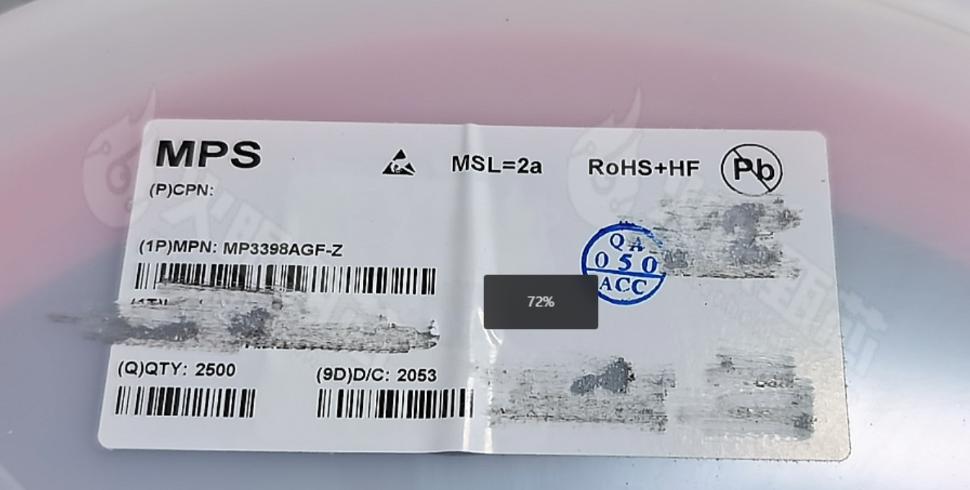 MPS
MSL=2a
RoHS+HF
Pb
(P)CPN:
(1P)MPN: MP3398AGF-Z
QA
050
ACC
72%
(Q)QTY: 2500
(9D)D/C: 2053